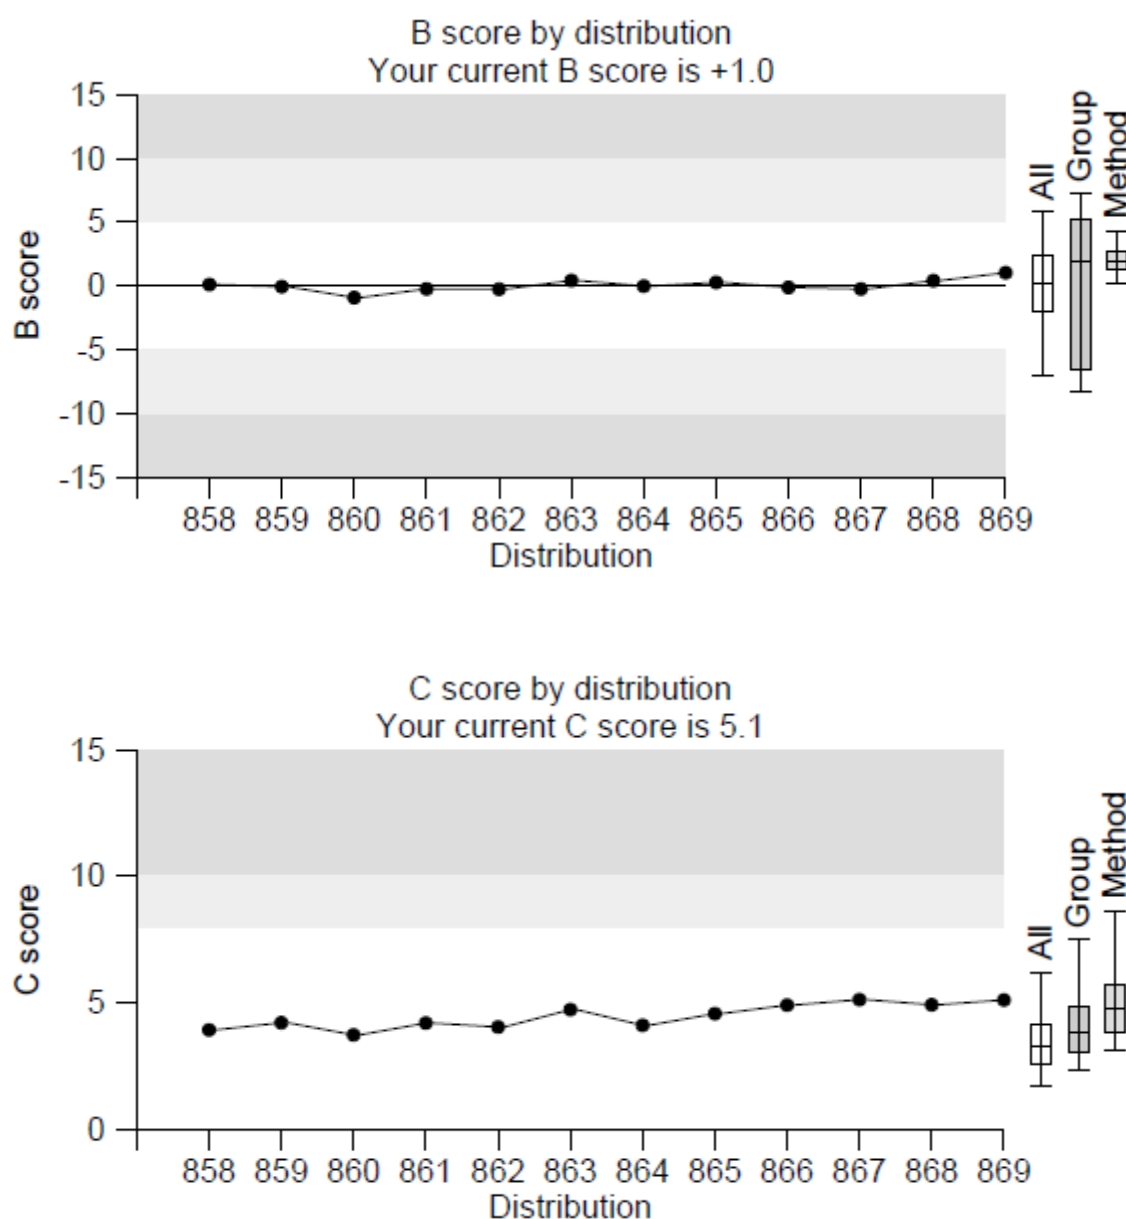 B score by distribution
Your current B score is +1.0
15
10
5
0
-5
-10
-15
B score
858 859 860 861 862 863 864 865 866 867 868 869
Distribution
All
Group
Method
C score by distribution
Your current C score is 5.1
15
10
5
0
C score
858 859 860 861 862 863 864 865 866 867 868 869
Distribution
All
Group
Method